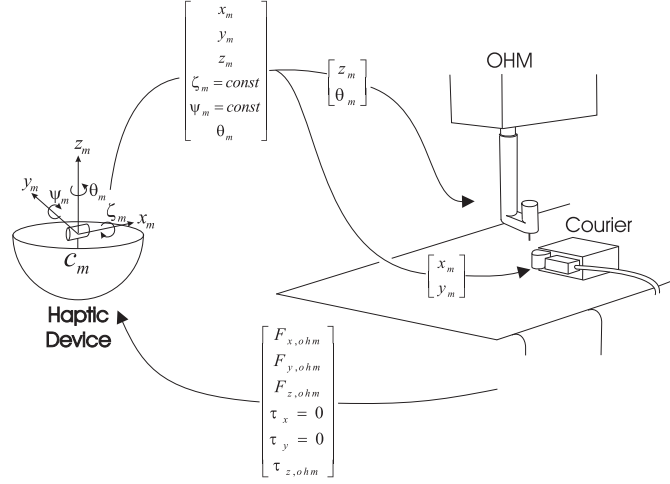 x_m
y_m
z_m
ζ_m = const
ψ_m = const
θ_m
z_m
θ_m
OHM
z_m
y_m
ψ_m
θ_m
ζ_m
x_m
c_m
Haptic
Device
Courier
x_m
y_m
F_x,ohm
F_y,ohm
F_z,ohm
τ_x = 0
τ_y = 0
τ_z,ohm